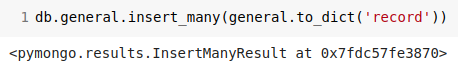 1 db.general.insert_many(general.to_dict('record'))
<pymongo.results.InsertManyResult at 0x7fdc57fe3870>